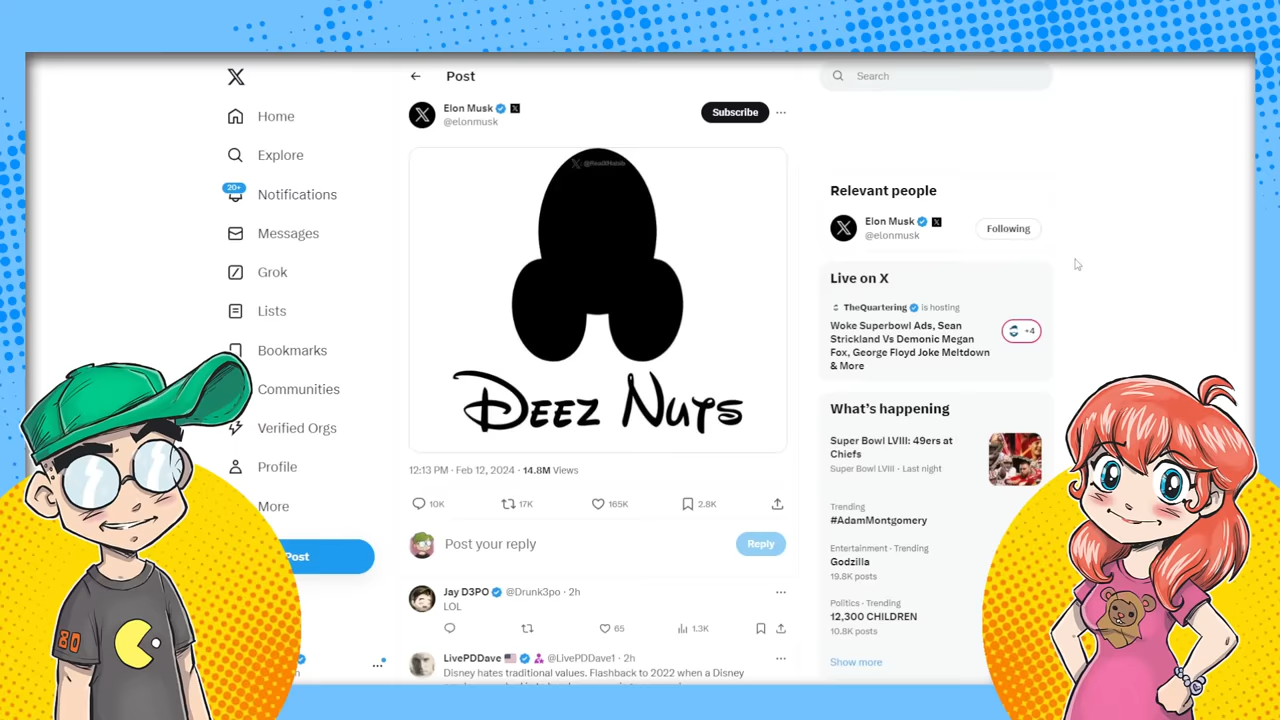 Home
Explore
20+
Notifications
Messages
Grok
Lists
Bookmarks
Communities
Verified Orgs
Profile
More
Post
80
Post
Elon Musk
@elonmusk
Subscribe
DEEZ NUTS
12:13 PM · Feb 12, 2024 · 14.8M Views
10K 17K 165K 2.8K
Post your reply
Reply
Jay D3PO @Drunk3po · 2h
LOL
65 1.3K
LivePDDave @LivePDDave1 · 2h
Disney hates traditional values. Flashback to 2022 when a Disney
Search
Relevant people
Elon Musk
@elonmusk
Following
Live on X
TheQuartering is hosting
Woke Superbowl Ads, Sean
Strickland Vs Demonic Megan
Fox, George Floyd Joke Meltdown
& More
+4
What's happening
Super Bowl LVIII: 49ers at
Chiefs
Super Bowl LVIII · Last night
Trending
#AdamMontgomery
Entertainment · Trending
Godzilla
19.8K posts
Politics · Trending
12,300 CHILDREN
10.8K posts
Show more